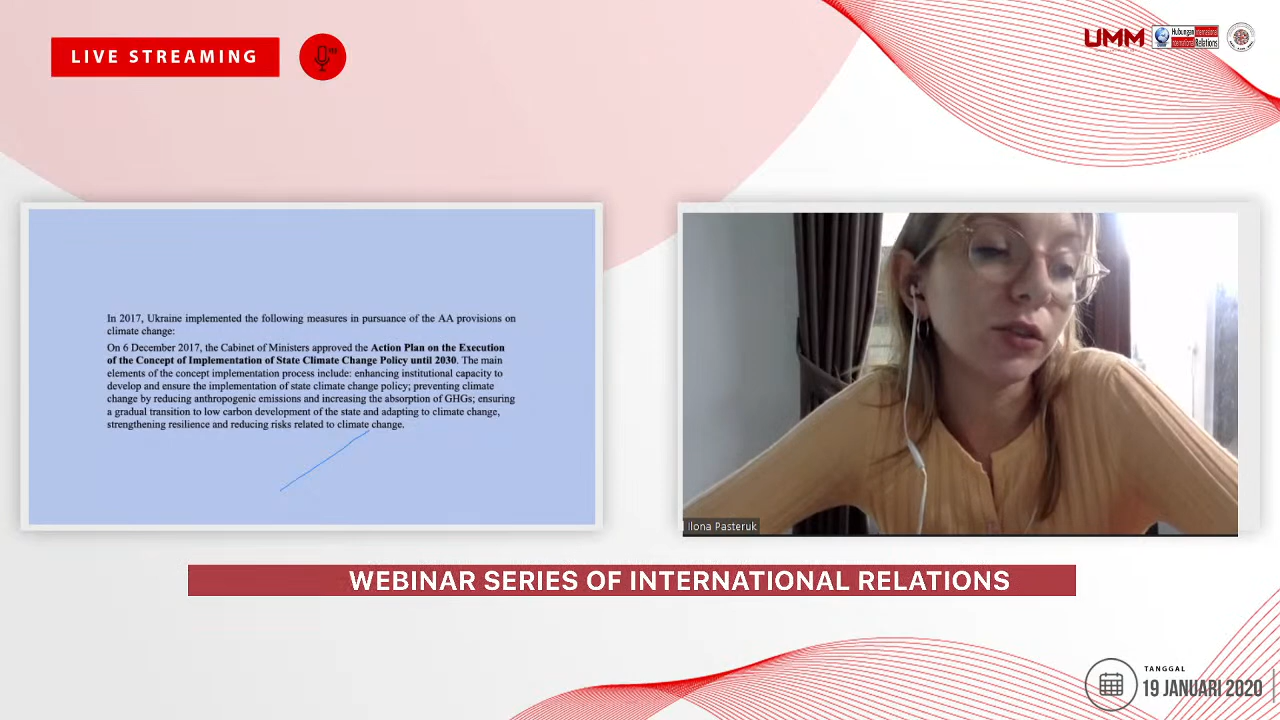 LIVE STREAMING
UMM
Hubungan Internasional
International Relations
In 2017, Ukraine implemented the following measures in pursuance of the AA provisions on
climate change:
On 6 December 2017, the Cabinet of Ministers approved the Action Plan on the Execution
of the Concept of Implementation of State Climate Change Policy until 2030. The main
elements of the concept implementation process include: enhancing institutional capacity to
develop and ensure the implementation of state climate change policy; preventing climate
change by reducing anthropogenic emissions and increasing the absorption of GHGs; ensuring
a gradual transition to low carbon development of the state and adapting to climate change,
strengthening resilience and reducing risks related to climate change.
Ilona Pasteruk
WEBINAR SERIES OF INTERNATIONAL RELATIONS
TANGGAL
19 JANUARI 2020